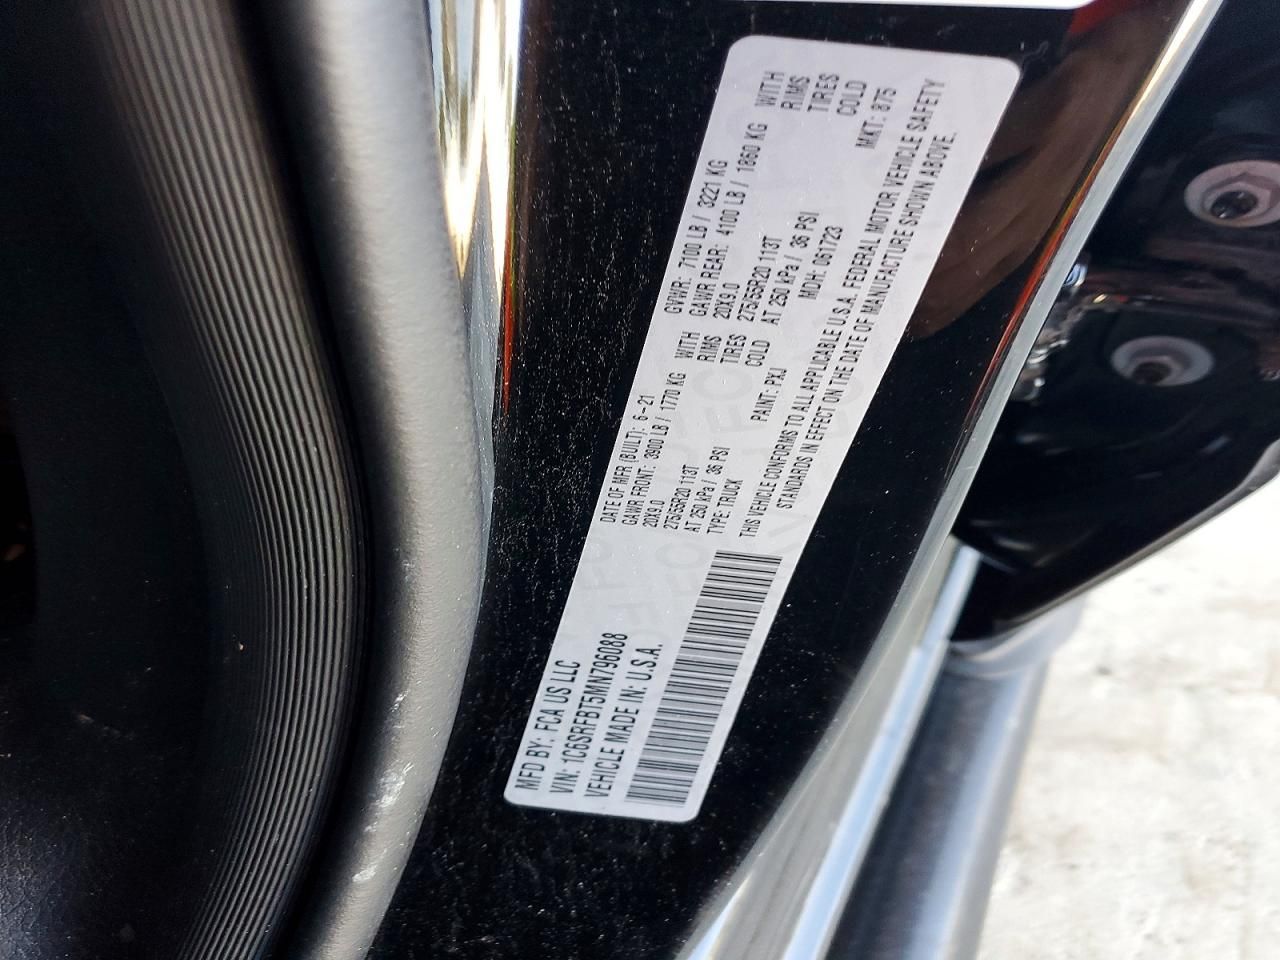 MFD BY: FCA US LLC
VIN: 1C6SRFBT5MN796088
VEHICLE MADE IN: U.S.A.
DATE OF MFR (BUILT): 6-21 GVWR: 7100 LB / 3221 KG
GAWR FRONT: 3900 LB / 1770 KG WITH GAWR REAR: 4100 LB / 1860 KG WITH
20X9.0 RIMS 20X9.0 RIMS
275/55R20 113T TIRES 275/55R20 113T TIRES
AT 250 kPa / 36 PSI COLD AT 250 kPa / 36 PSI COLD
TYPE: TRUCK PAINT: PXJ MDH: 061723 MKT: 875
THIS VEHICLE CONFORMS TO ALL APPLICABLE U.S.A. FEDERAL MOTOR VEHICLE SAFETY
STANDARDS IN EFFECT ON THE DATE OF MANUFACTURE SHOWN ABOVE.